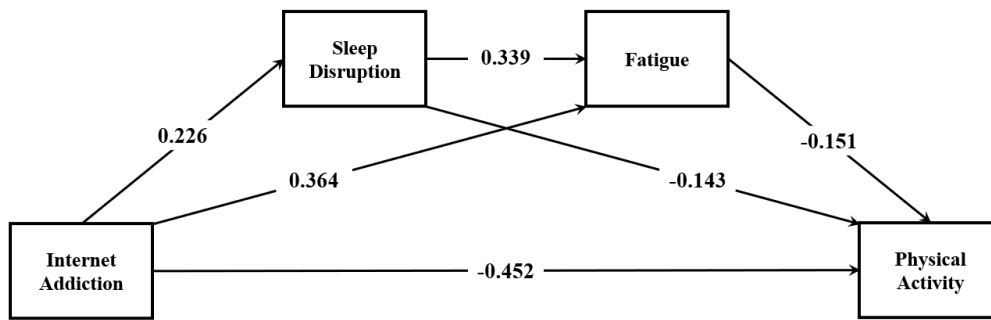 Sleep
Disruption
0.339
Fatigue
0.226
-0.151
0.364
-0.143
Internet
Addiction
-0.452
Physical
Activity